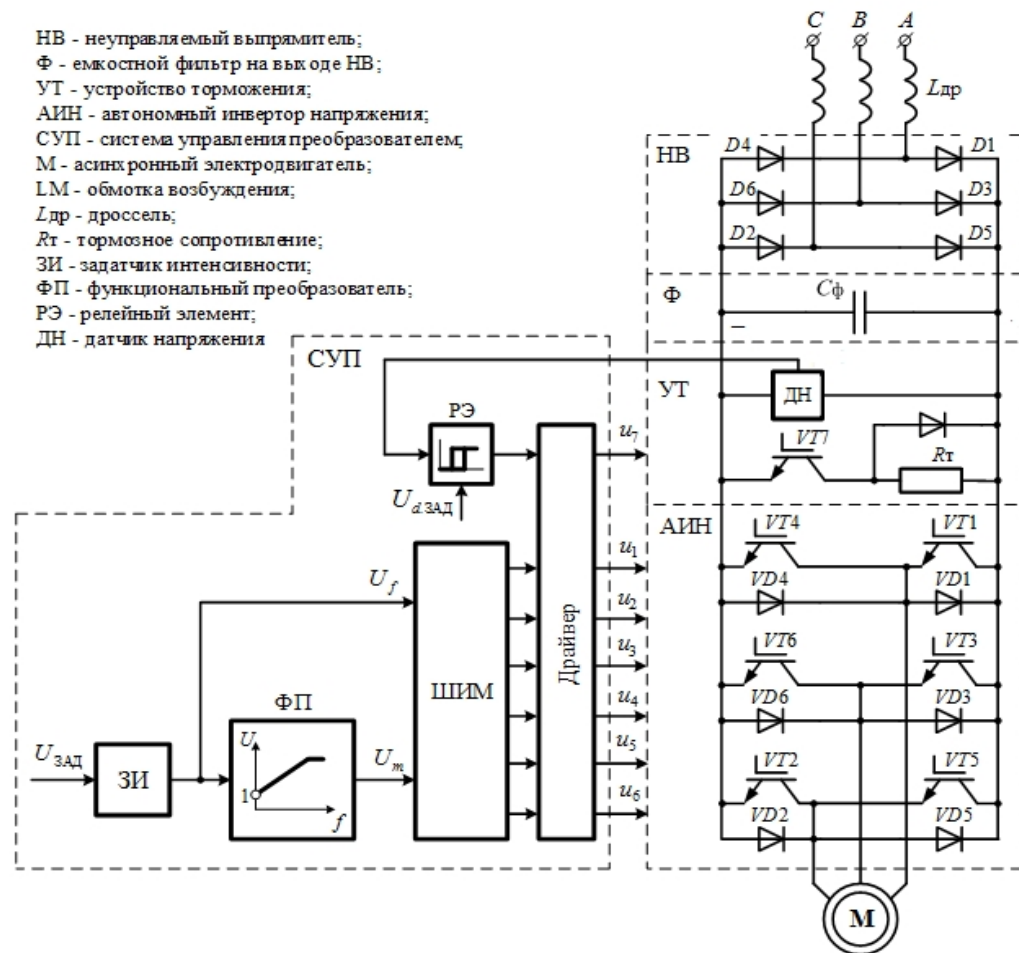 НВ - неуправляемый выпрямитель;
Ф - емкостной фильтр на выходе НВ;
УТ - устройство торможения;
АИН - автономный инвертор напряжения;
СУП - система управления преобразователем;
М - асинхронный электродвигатель;
LM - обмотка возбуждения;
Lдр - дроссель;
Rт - тормозное сопротивление;
ЗИ - задатчик интенсивности;
ФП - функциональный преобразователь;
РЭ - релейный элемент;
ДН - датчик напряжения
C B A
Lдр
НВ
D4 D1
D6 D3
D2 D5
Ф
Cф
–
СУП
УТ
ДН
РЭ
u7
VT7
Rт
Ud.ЗАД
АИН
VT4 VT1
u1
Uf
VD4 VD1
u2
VT6 VT3
u3
Драйвер
ШИМ
ФП
VD6 VD3
u4
UЗАД
ЗИ
U
1
f
Um
u5
VT2 VT5
u6
VD2 VD5
М